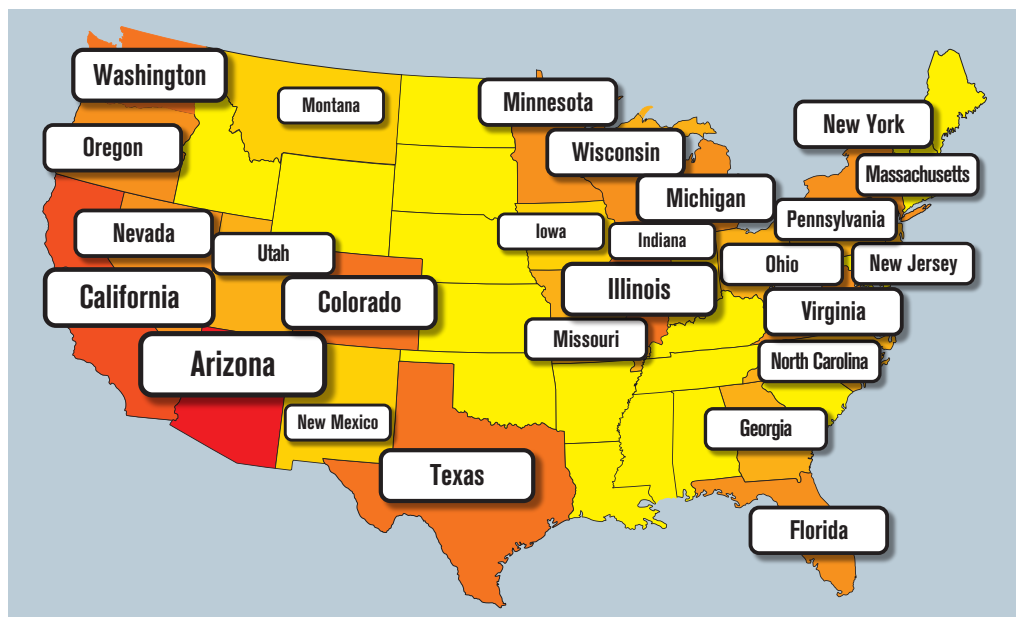 Washington
Montana
Minnesota
New York
Oregon
Wisconsin
Massachusetts
Michigan
Pennsylvania
Nevada
Iowa
Indiana
Utah
Ohio
New Jersey
California
Colorado
Illinois
Virginia
Missouri
Arizona
North Carolina
New Mexico
Georgia
Texas
Florida